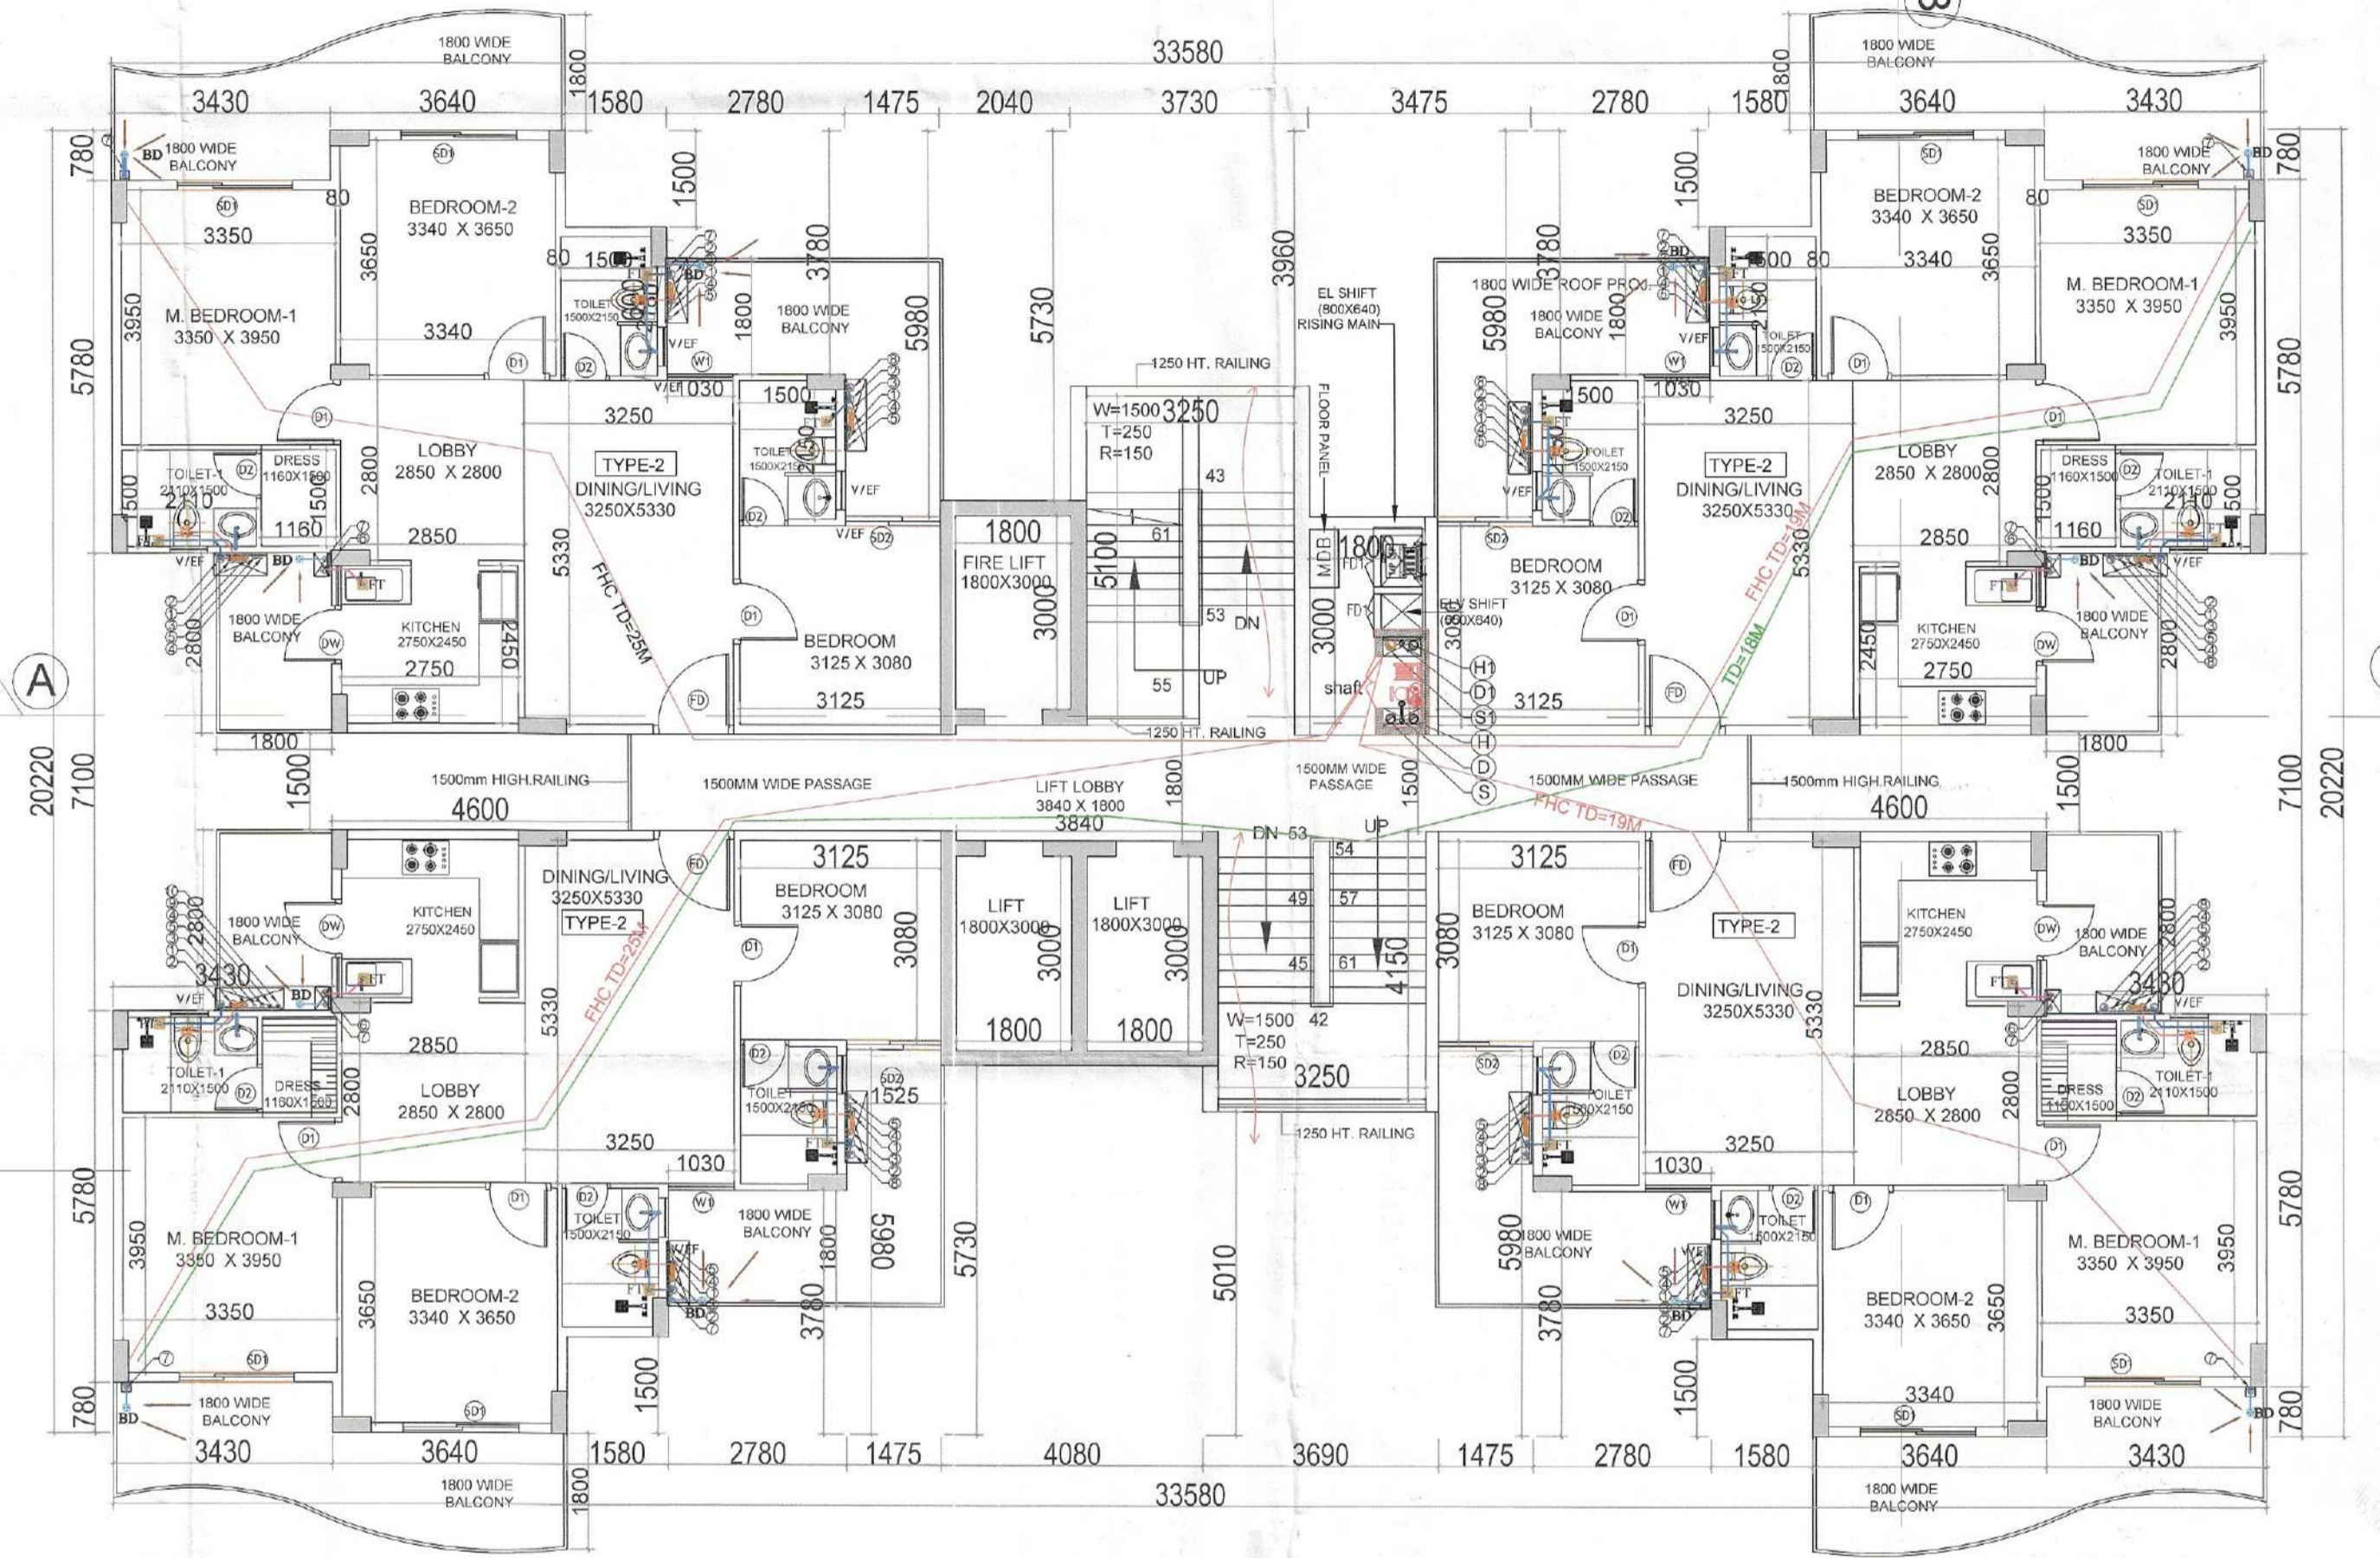 1800 WIDE
BALCONY
1800
33580
1800 WIDE
BALCONY
1800
3430
3640
1580
2780
1475
2040
3730
3475
2780
1580
3640
3430
780
BD
1800 WIDE
BALCONY
SD1
1500
1500
SD1
1800 WIDE
BALCONY
BD
780
SD1
80
BEDROOM-2
3340 X 3650
3350
3650
BEDROOM-2
3340 X 3650
80
SD1
3350
3650
80
1500
BD
3780
3960
3780
BD
1500
80
3340
M. BEDROOM-1
3350 X 3950
3950
3340
TOILET
1500X2150
1800
1800 WIDE
BALCONY
5980
5730
EL SHIFT
(800X640)
RISING MAIN
5980
1800 WIDE ROOF PROJ.
1800 WIDE
BALCONY
1800
TOILET
1500X2150
M. BEDROOM-1
3350 X 3950
3950
5780
V/EF
W1
D1
D2
1250 HT. RAILING
FLOOR PANEL
V/EF
W1
D2
D1
5780
V/EF
1030
1500
1030
D1
3250
W=1500
T=250
R=150
3250
3250
D1
LOBBY
2850 X 2800
2800
TYPE-2
DINING/LIVING
3250X5330
TOILET
1500X2150
FT
43
TOILET
1500X2150
TYPE-2
DINING/LIVING
3250X5330
LOBBY
2850 X 2800
2800
TOILET-1
2110X1500
D2
DRESS
1160X1500
1500
2110
1500
1160
V/EF
D2
V/EF
D2
DRESS
1160X1500
D2
TOILET-1
2110X1500
1500
2110
1500
1160
2850
5330
V/EF
SD2
1800
FIRE LIFT
1800X3000
3000
5100
61
53
DN
55
UP
MDB
1800
FD1
FD1
3000
ELV SHIFT
(650X640)
3080
shaft
SD2
BEDROOM
3125 X 3080
D1
5330
2850
V/EF
BD
FT
V/EF
BD
FT
1800 WIDE
BALCONY
2800
DW
KITCHEN
2750X2450
2450
2750
FHC TD=25M
D1
BEDROOM
3125 X 3080
3125
FD
H1
D1
S1
H
D
S
3125
FD
FHC TD=19M
TD=18M
KITCHEN
2750X2450
2450
2750
DW
1800 WIDE
BALCONY
2800
A
1250 HT. RAILING
1800
1800
20220
7100
1500
1500mm HIGH.RAILING
4600
1500MM WIDE PASSAGE
LIFT LOBBY
3840 X 1800
3840
1800
1500MM WIDE
PASSAGE
1500
1500MM WIDE PASSAGE
1500mm HIGH.RAILING
4600
1500
7100
20220
FHC TD=19M
DN
53
UP
54
FD
3125
3125
FD
DINING/LIVING
3250X5330
TYPE-2
BEDROOM
3125 X 3080
LIFT
1800X3000
LIFT
1800X3000
49
57
BEDROOM
3125 X 3080
TYPE-2
KITCHEN
2750X2450
KITCHEN
2750X2450
1800 WIDE
BALCONY
2800
DW
DW
1800 WIDE
BALCONY
2800
D1
3080
3000
3000
45
61
4150
3080
D1
3430
FHC TD=25M
DINING/LIVING
3250X5330
3430
V/EF
BD
FT
FT
V/EF
5330
1800
1800
W=1500
T=250
R=150
42
5330
2850
D2
D2
2850
TOILET-1
2110X1500
D2
DRESS
1160X1500
2800
LOBBY
2850 X 2800
TOILET
1500X2150
SD2
1525
3250
SD2
TOILET
1500X2150
LOBBY
2850 X 2800
2800
DRESS
1160X1500
D2
TOILET-1
2110X1500
D1
3250
FT
1250 HT. RAILING
FT
3250
D1
1030
1030
5780
D1
D2
W1
W1
D2
D1
5780
M. BEDROOM-1
3350 X 3950
3950
TOILET
1500X2150
1800 WIDE
BALCONY
1800
5980
5730
5010
5980
1800 WIDE
BALCONY
TOILET
1500X2150
M. BEDROOM-1
3350 X 3950
3950
3350
3650
BEDROOM-2
3340 X 3650
FT
BD
3780
3780
BD
FT
BEDROOM-2
3340 X 3650
3650
3350
SD1
1500
1500
3340
SD1
780
BD
1800 WIDE
BALCONY
SD1
SD1
1800 WIDE
BALCONY
BD
780
3430
3640
1580
2780
1475
4080
3690
1475
2780
1580
3640
3430
1800 WIDE
BALCONY
1800
33580
1800 WIDE
BALCONY